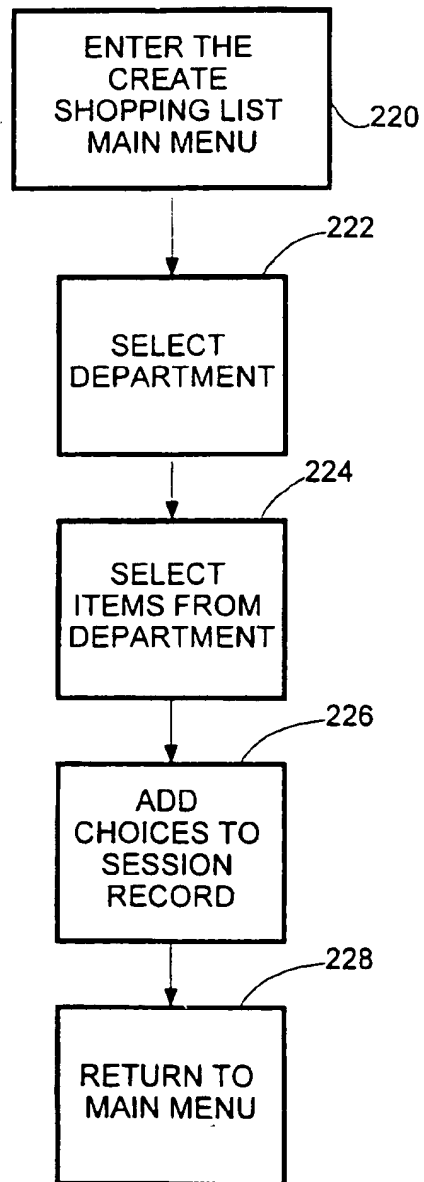 ENTER THE
CREATE
SHOPPING LIST
MAIN MENU
220
222
SELECT
DEPARTMENT
224
SELECT
ITEMS FROM
DEPARTMENT
226
ADD
CHOICES TO
SESSION
RECORD
228
RETURN TO
MAIN MENU